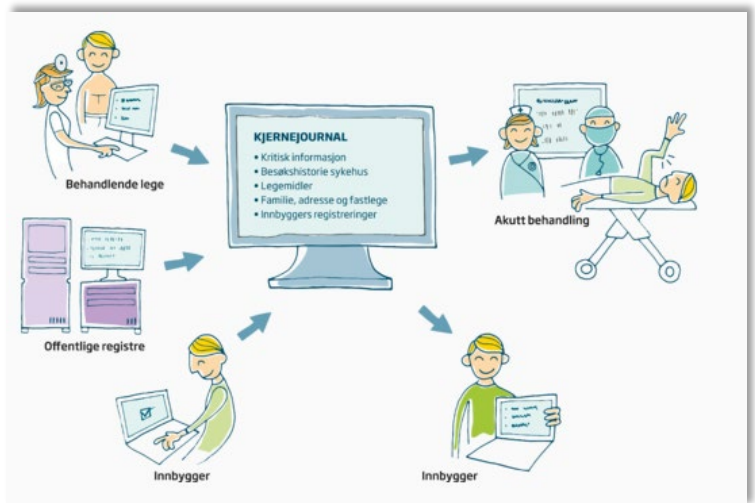 KJERNEJOURNAL
• Kritisk informasjon
• Besøkshistorie sykehus
• Legemidler
• Familie, adresse og fastlege
• Innbyggers registreringer
Behandlende lege
Akutt behandling
Offentlige registre
Innbygger
Innbygger